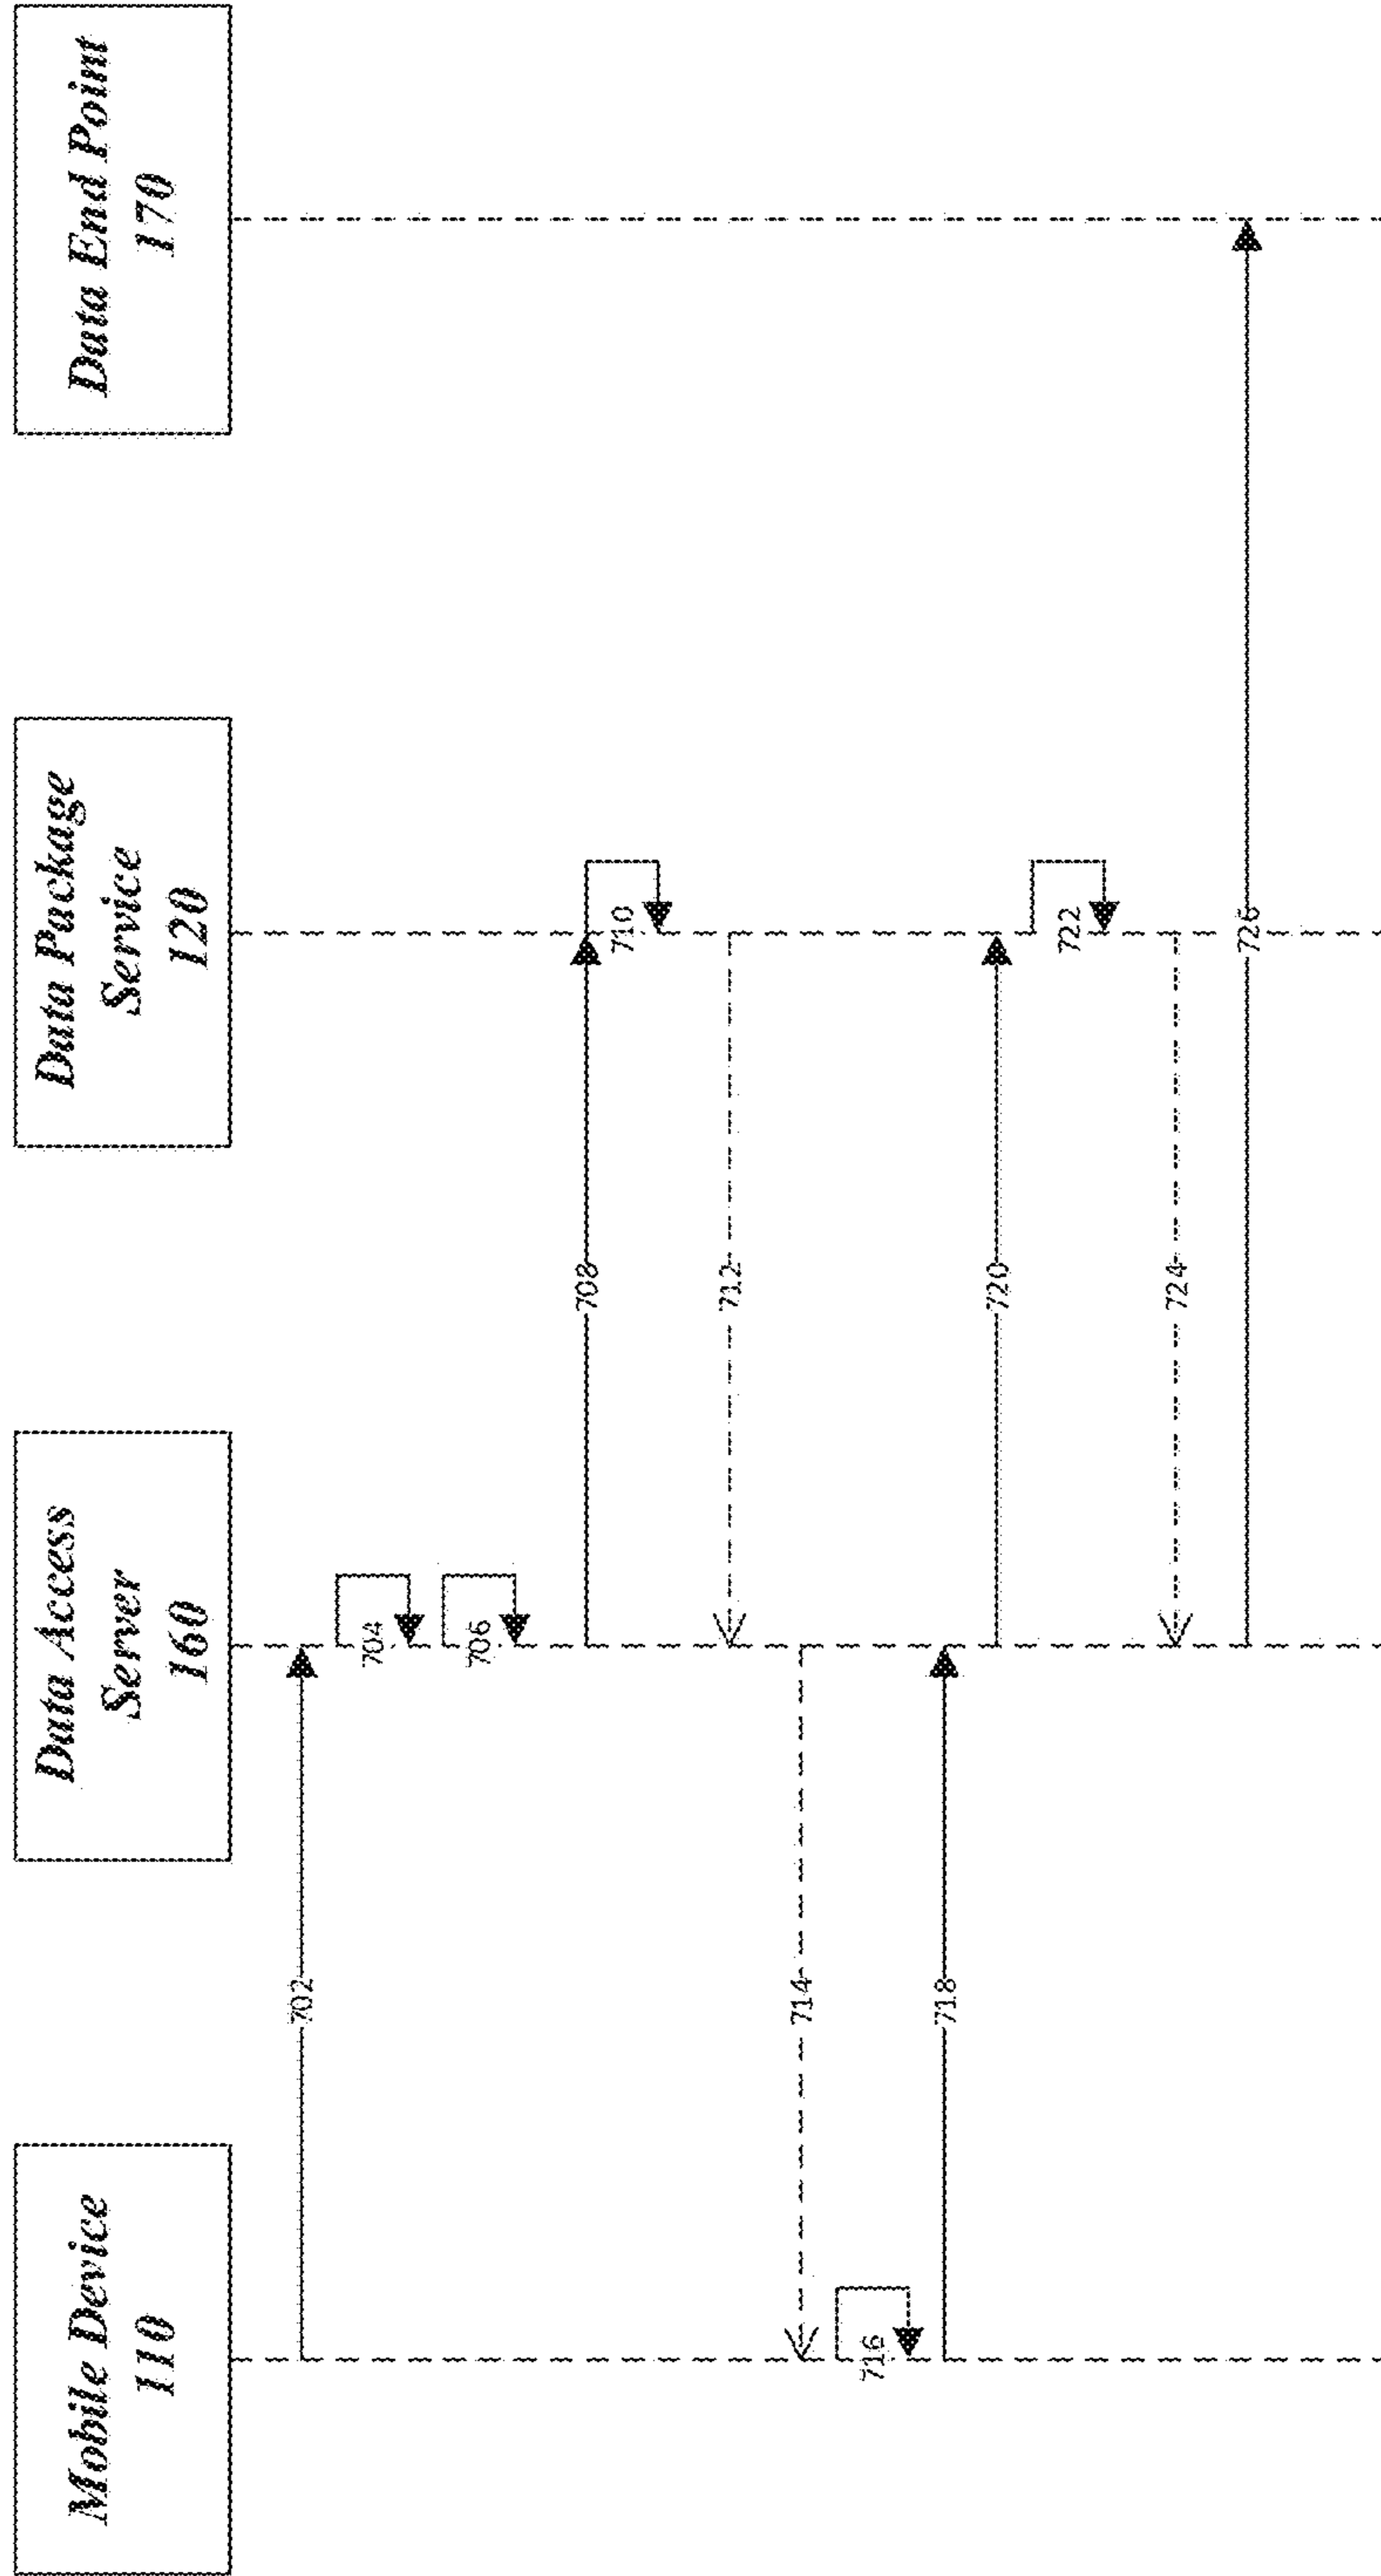 Mobile Device
110
Data Access
Server
160
Data Package
Service
120
Data End Point
170
702
704
706
708
710
712
714
716
718
720
722
724
726